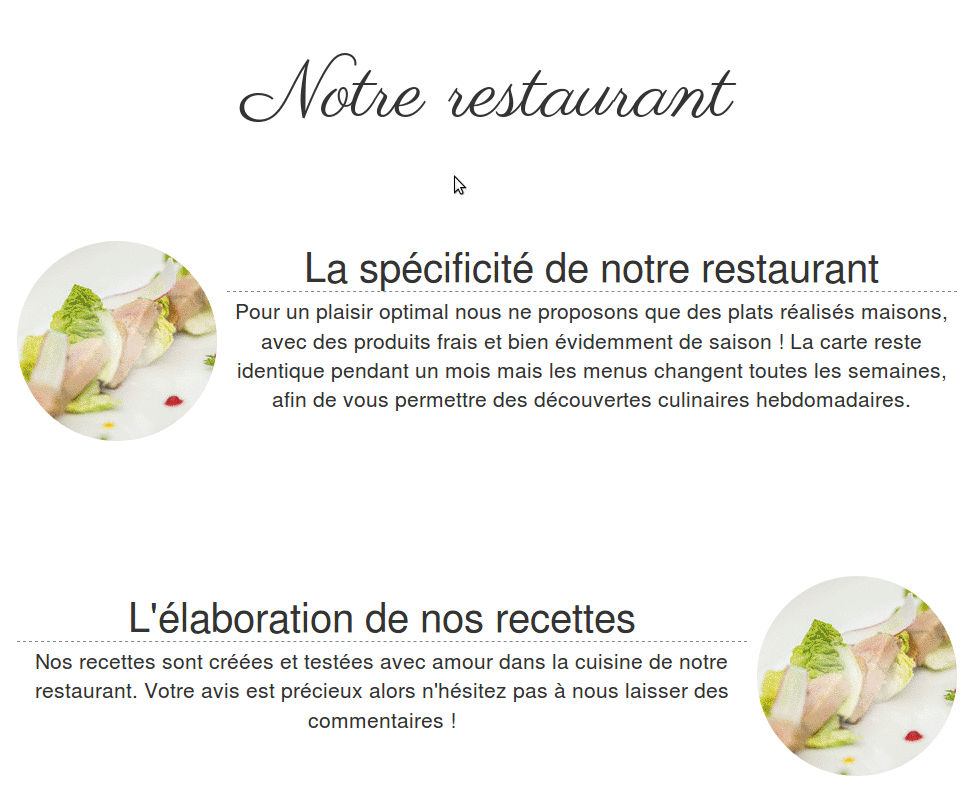 Notre restaurant
La spécificité de notre restaurant
Pour un plaisir optimal nous ne proposons que des plats réalisés maisons,
avec des produits frais et bien évidemment de saison ! La carte reste
identique pendant un mois mais les menus changent toutes les semaines,
afin de vous permettre des découvertes culinaires hebdomadaires.
L'élaboration de nos recettes
Nos recettes sont créées et testées avec amour dans la cuisine de notre
restaurant. Votre avis est précieux alors n'hésitez pas à nous laisser des
commentaires !